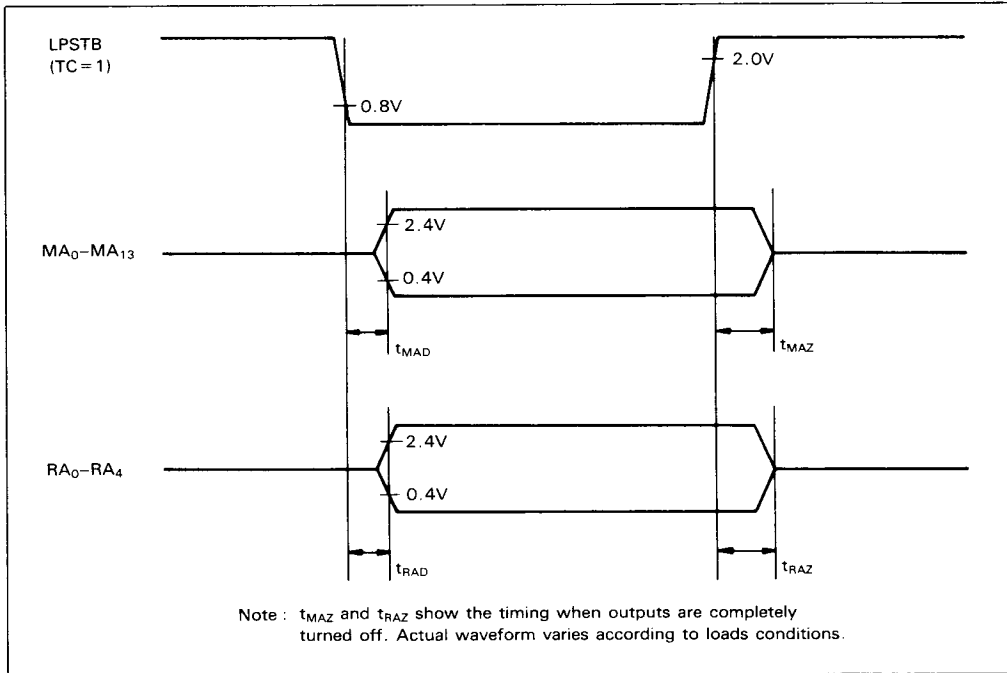 LPSTB
(TC=1)
0.8V
2.0V
MA₀–MA₁₃
2.4V
0.4V
tMAD
tMAZ
RA₀–RA₄
2.4V
0.4V
tRAD
tRAZ
Note : tMAZ and tRAZ show the timing when outputs are completely
turned off. Actual waveform varies according to loads conditions.